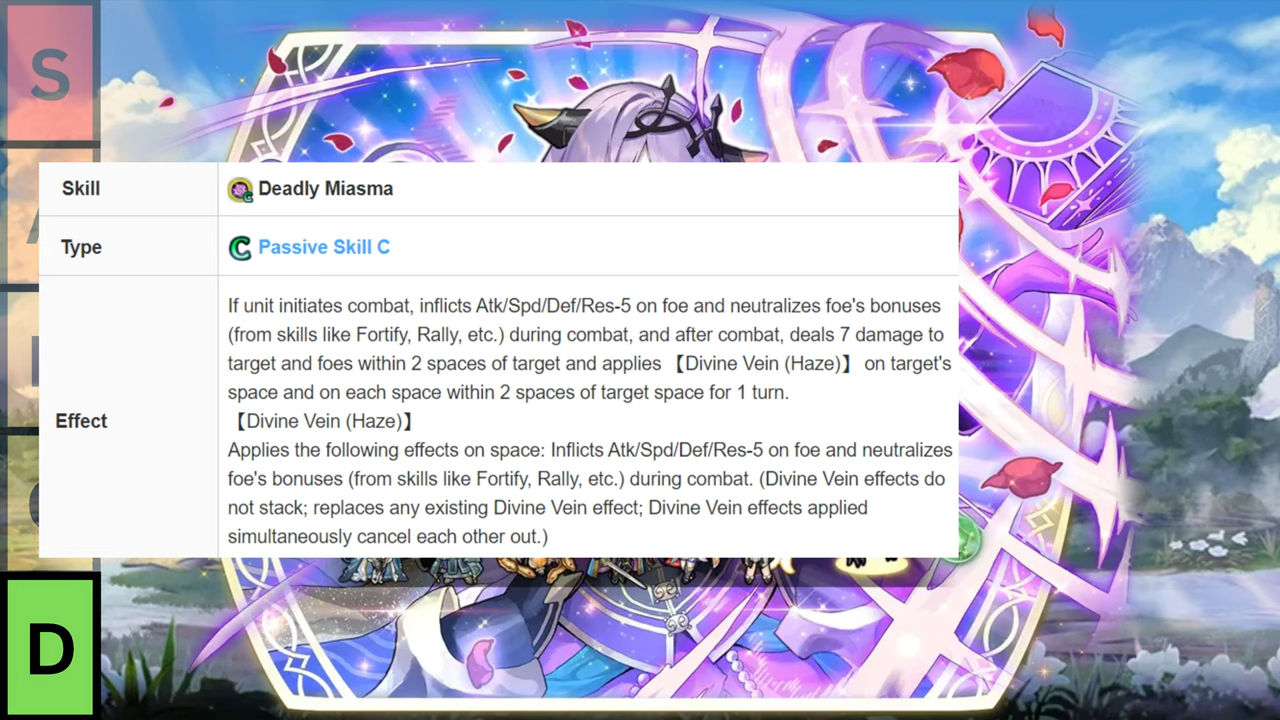 S
Skill
Deadly Miasma
Type
Passive Skill C
Effect
If unit initiates combat, inflicts Atk/Spd/Def/Res-5 on foe and neutralizes foe's bonuses
(from skills like Fortify, Rally, etc.) during combat, and after combat, deals 7 damage to
target and foes within 2 spaces of target and applies 【Divine Vein (Haze)】 on target's
space and on each space within 2 spaces of target space for 1 turn.
【Divine Vein (Haze)】
Applies the following effects on space: Inflicts Atk/Spd/Def/Res-5 on foe and neutralizes
foe's bonuses (from skills like Fortify, Rally, etc.) during combat. (Divine Vein effects do
not stack; replaces any existing Divine Vein effect; Divine Vein effects applied
simultaneously cancel each other out.)
D